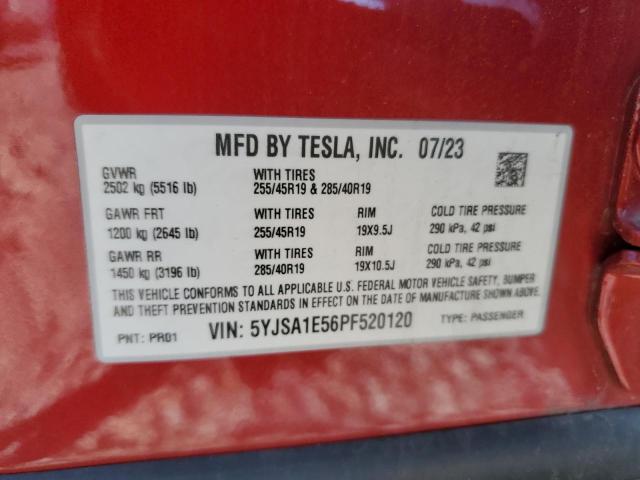 MFD BY TESLA, INC. 07/23
GVWR WITH TIRES
2502 kg (5516 lb) 255/45R19 & 285/40R19
GAWR FRT WITH TIRES RIM COLD TIRE PRESSURE
1200 kg (2645 lb) 255/45R19 19X9.5J 290 kPa, 42 psi
GAWR RR WITH TIRES RIM COLD TIRE PRESSURE
1450 kg (3196 lb) 285/40R19 19X10.5J 290 kPa, 42 psi
THIS VEHICLE CONFORMS TO ALL APPLICABLE U.S. FEDERAL MOTOR VEHICLE SAFETY, BUMPER
AND THEFT PREVENTION STANDARDS IN EFFECT ON THE DATE OF MANUFACTURE SHOWN ABOVE.
PNT: PR01 VIN: 5YJSA1E56PF520120 TYPE: PASSENGER